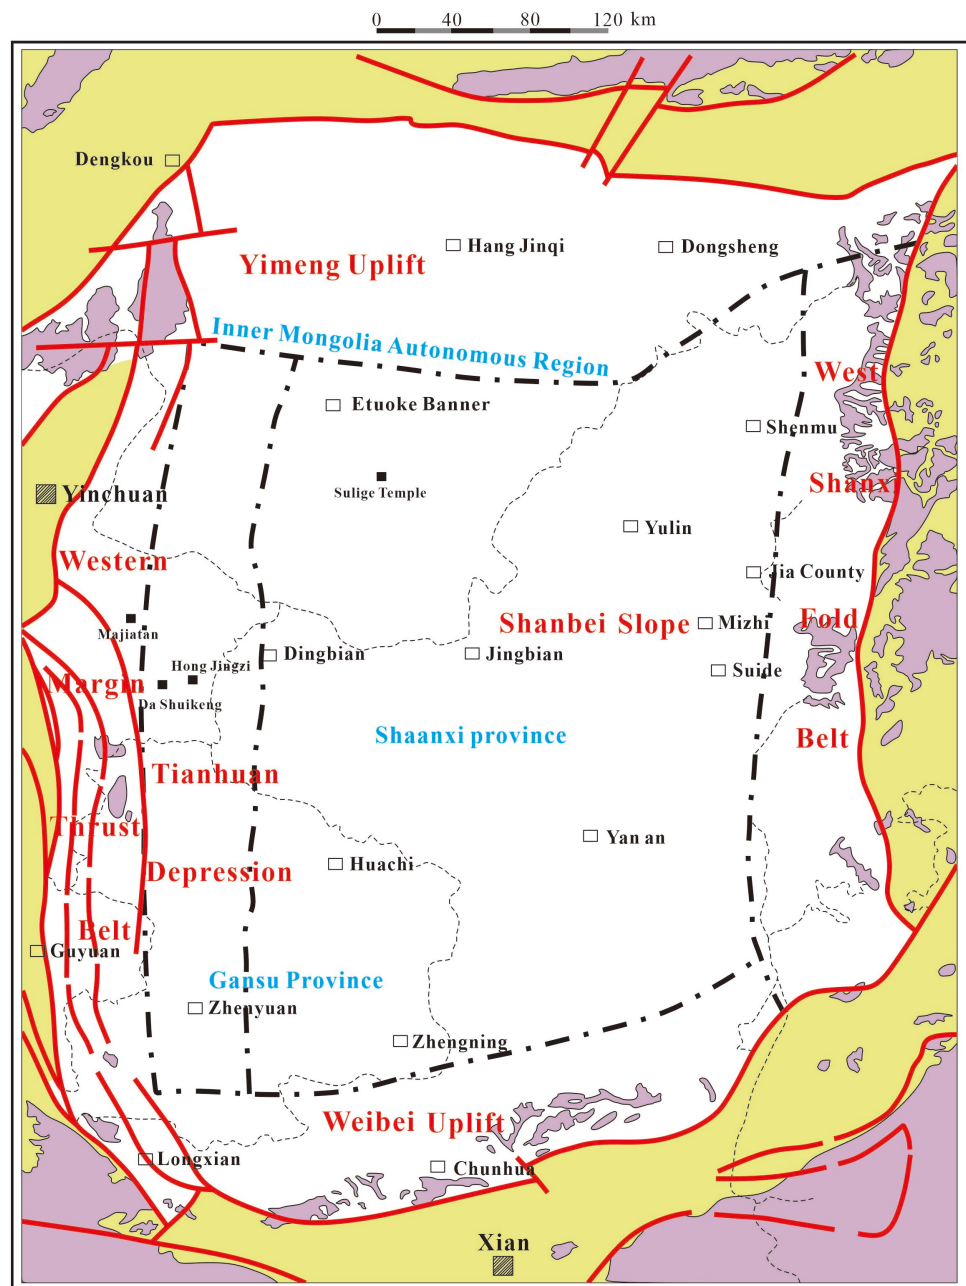 0 40 80 120 km
Dengkou
Hang Jinqi
Dongsheng
Yimeng Uplift
Inner Mongolia Autonomous Region
West
Etuoke Banner
Shenmu
Sulige Temple
Shanxi
Yinchuan
Yulin
Western
Jia County
Majiatan
Shanbei Slope
Mizhi
Fold
Dingbian
Jingbian
Hong Jingzi
Suide
Margin
Da Shuikeng
Shaanxi province
Belt
Tianhuan
Thrust
Yan an
Huachi
Depression
Belt
Guyuan
Gansu Province
Zhenyuan
Zhengning
Weibei Uplift
Longxian
Chunhua
Xian